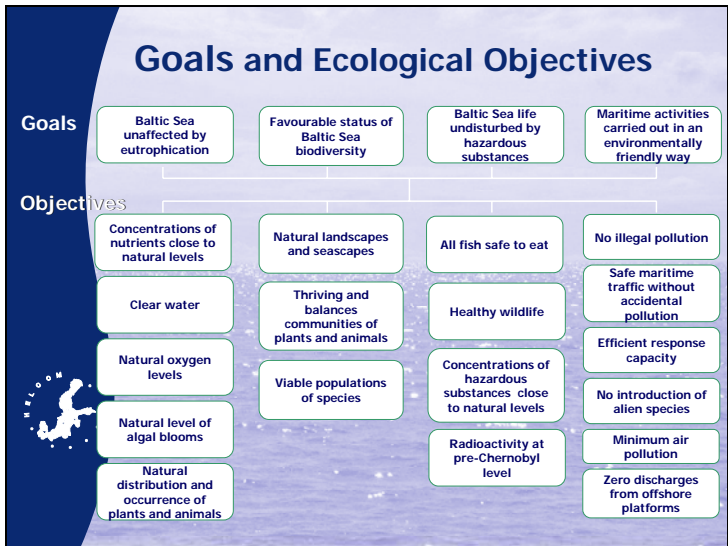 Goals and Ecological Objectives
Goals
Baltic Sea
unaffected by
eutrophication
Favourable status of
Baltic Sea
biodiversity
Baltic Sea life
undisturbed by
hazardous
substances
Maritime activities
carried out in an
environmentally
friendly way
Objectives
Concentrations of
nutrients close to
natural levels
Clear water
Natural oxygen
levels
Natural level of
algal blooms
Natural
distribution and
occurrence of
plants and animals
Natural landscapes
and seascapes
Thriving and
balances
communities of
plants and animals
Viable populations
of species
All fish safe to eat
Healthy wildlife
Concentrations of
hazardous
substances close
to natural levels
Radioactivity at
pre-Chernobyl
level
No illegal pollution
Safe maritime
traffic without
accidental
pollution
Efficient response
capacity
No introduction of
alien species
Minimum air
pollution
Zero discharges
from offshore
platforms
HELCOM